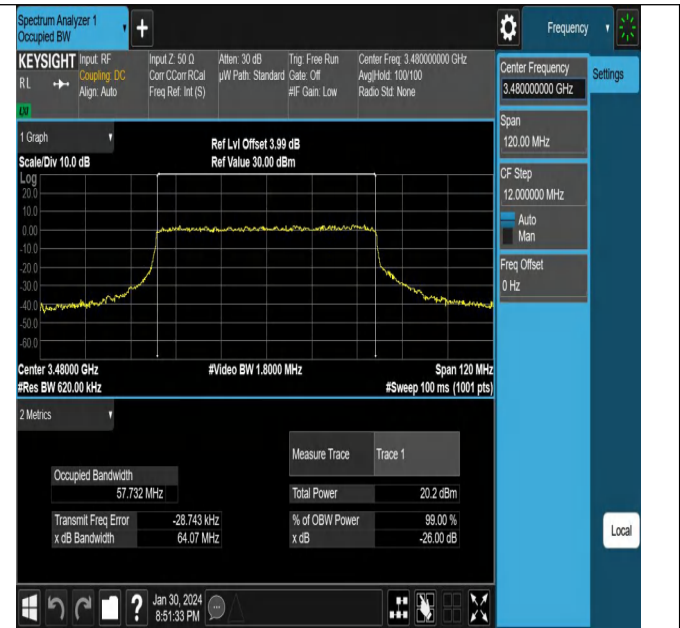 Spectrum Analyzer 1
Occupied BW
+
Frequency
KEYSIGHT Input: RF Input Z: 50 Ω Atten: 30 dB Trig: Free Run Center Freq: 3.480000000 GHz
R L Coupling: DC Corr CCorr RCal µW Path: Standard Gate: Off Avg|Hold: 100/100
Align: Auto Freq Ref: Int (S) #IF Gain: Low Radio Std: None
Center Frequency
3.480000000 GHz
Settings
Span
120.00 MHz
CF Step
12.000000 MHz
Auto
Man
Freq Offset
0 Hz
Local
1 Graph
Ref Lvl Offset 3.99 dB
Scale/Div 10.0 dB Ref Value 30.00 dBm
Log
20.0
10.0
0.00
-10.0
-20.0
-30.0
-40.0
-50.0
-60.0
Center 3.48000 GHz #Video BW 1.8000 MHz Span 120 MHz
#Res BW 620.00 kHz #Sweep 100 ms (1001 pts)
2 Metrics
Measure Trace Trace 1
Occupied Bandwidth
57.732 MHz
Total Power 20.2 dBm
Transmit Freq Error -28.743 kHz % of OBW Power 99.00 %
x dB Bandwidth 64.07 MHz x dB -26.00 dB
? Jan 30, 2024
8:51:33 PM